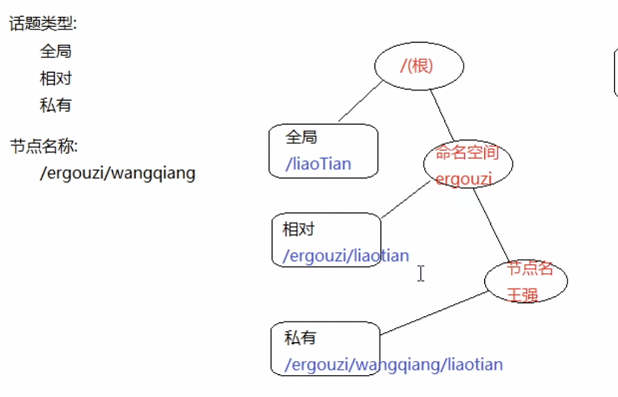 话题类型:
全局
相对
私有
节点名称:
/ergouzi/wangqiang
/(根)
全局
/liaoTian
命名空间
ergouzi
相对
/ergouzi/liaotian
节点名
王强
私有
/ergouzi/wangqiang/liaotian